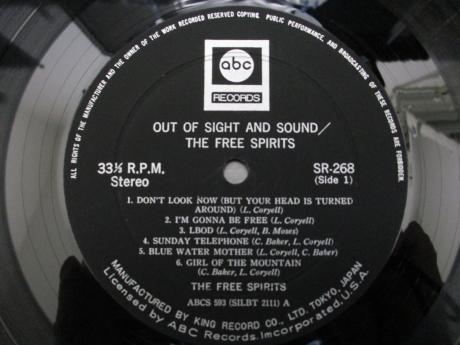 ALL RIGHTS OF THE MANUFACTURER AND THE OWNER OF THE WORK RECORDED RESERVED COPYING, PUBLIC PERFORMANCE, AND BROADCASTING OF THESE RECORDS ARE FORBIDDEN.
abc
RECORDS
OUT OF SIGHT AND SOUND/
THE FREE SPIRITS
33⅓ R.P.M.
Stereo
SR-268
(Side 1)
1. DON'T LOOK NOW (BUT YOUR HEAD IS TURNED
AROUND) (L. Coryell)
2. I'M GONNA BE FREE (L. Coryell)
3. LBOD (L. Coryell, B. Moses)
4. SUNDAY TELEPHONE (C. Baker, L. Coryell)
5. BLUE WATER MOTHER (L. Coryell, C. Baker)
6. GIRL OF THE MOUNTAIN
(C. Baker, L. Coryell)
THE FREE SPIRITS
ABCS 593 (SILBT 2111) A
MANUFACTURED BY KING RECORD CO. LTD. TOKYO, JAPAN
Licensed by ABC Records, Incorporated, U.S.A.